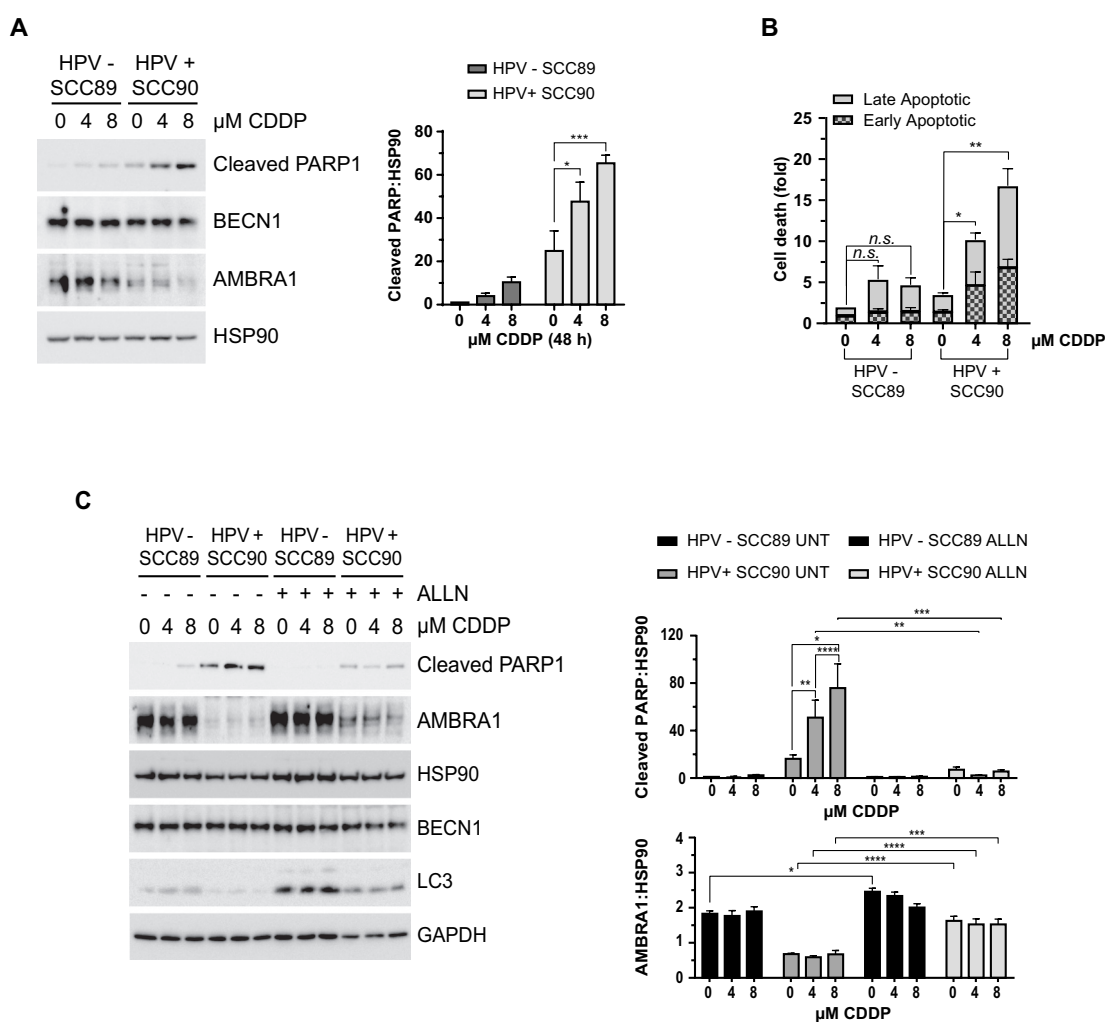 A
HPV - HPV +
SCC89 SCC90
0 4 8 0 4 8 µM CDDP
Cleaved PARP1
BECN1
AMBRA1
HSP90
HPV - SCC89
HPV+ SCC90
Cleaved PARP:HSP90
80
60
40
20
0
*
***
0 4 8 0 4 8
µM CDDP (48 h)
B
Late Apoptotic
Early Apoptotic
Cell death (fold)
25
20
15
10
5
0
n.s.
n.s.
*
**
0 4 8 0 4 8 µM CDDP
HPV - HPV +
SCC89 SCC90
C
HPV - HPV + HPV - HPV +
SCC89 SCC90 SCC89 SCC90
- - - - - - + + + + + + ALLN
0 4 8 0 4 8 0 4 8 0 4 8 µM CDDP
Cleaved PARP1
AMBRA1
HSP90
BECN1
LC3
GAPDH
HPV - SCC89 UNT HPV - SCC89 ALLN
HPV+ SCC90 UNT HPV+ SCC90 ALLN
Cleaved PARP:HSP90
120
80
40
0
***
**
*
****
**
0 4 8 0 4 8 0 4 8 0 4 8
µM CDDP
AMBRA1:HSP90
4
3
2
1
0
***
****
****
*
0 4 8 0 4 8 0 4 8 0 4 8
µM CDDP